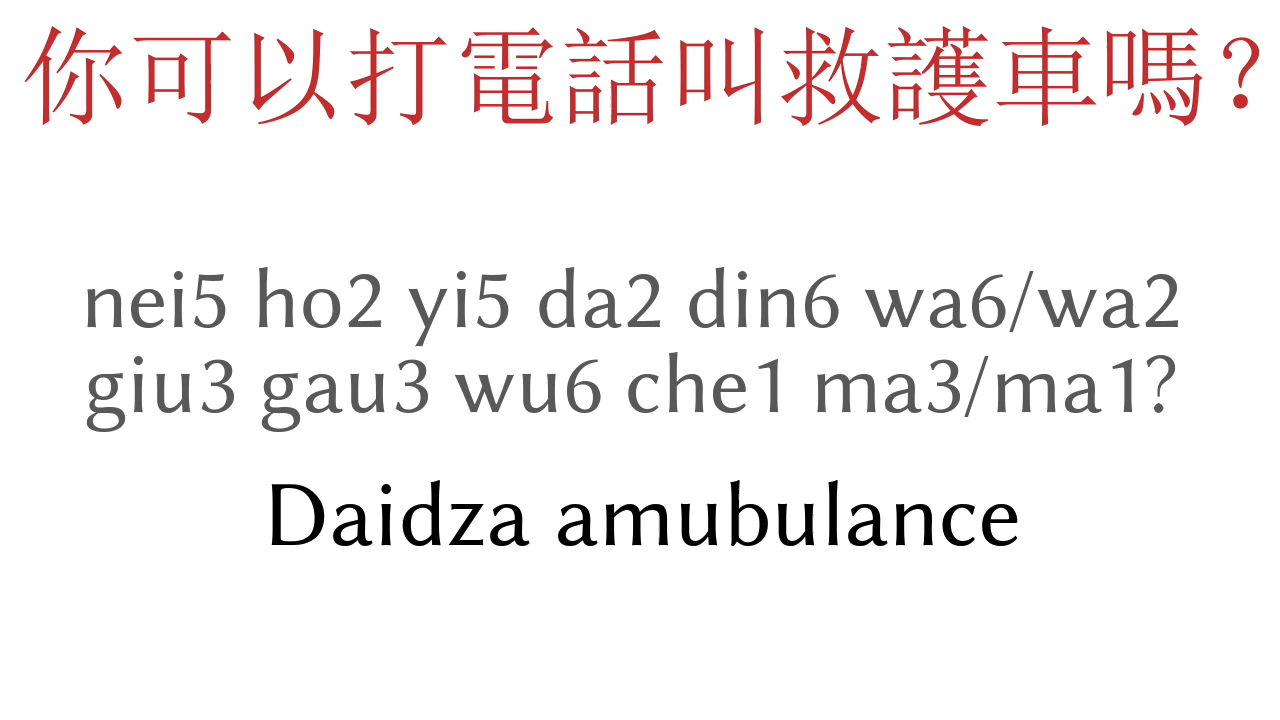 你可以打電話叫救護車嗎？
nei5 ho2 yi5 da2 din6 wa6/wa2
giu3 gau3 wu6 che1 ma3/ma1?
Daidza amubulance